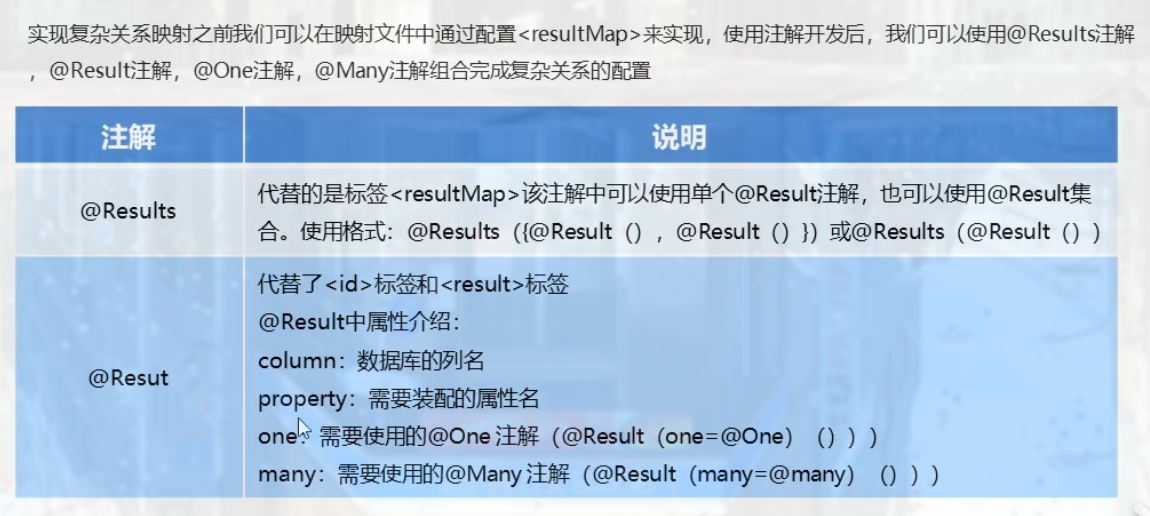 实现复杂关系映射之前我们可以在映射文件中通过配置<resultMap>来实现，使用注解开发后，我们可以使用@Results注解
，@Result注解，@One注解，@Many注解组合完成复杂关系的配置
注解
说明
@Results
代替的是标签<resultMap>该注解中可以使用单个@Result注解，也可以使用@Result集
合。使用格式：@Results（{@Result（），@Result（）}）或@Results（@Result（））
@Resut
代替了<id>标签和<result>标签
@Result中属性介绍：
column：数据库的列名
property：需要装配的属性名
one：需要使用的@One 注解（@Result（one=@One）（）））
many：需要使用的@Many 注解（@Result（many=@many）（）））